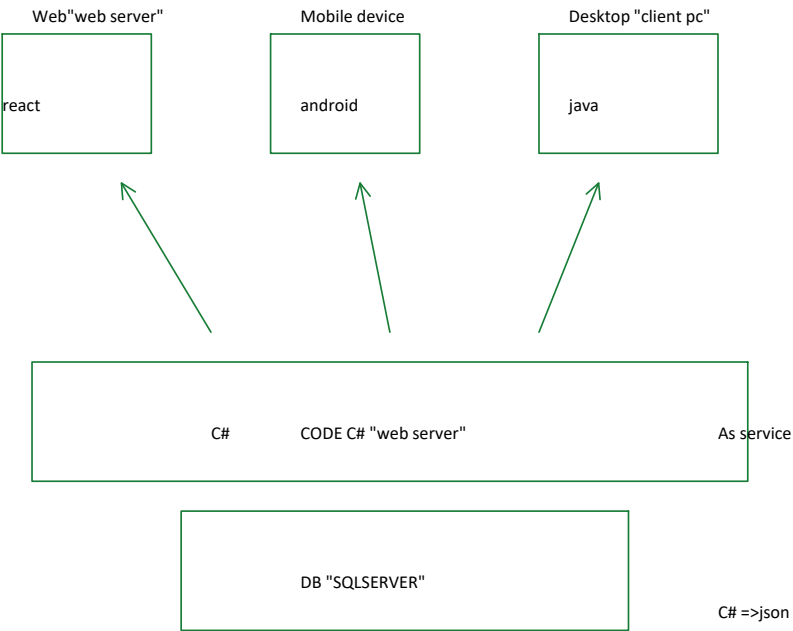 Web"web server"
Mobile device
Desktop "client pc"
react
android
java
C#
CODE C# "web server"
As service
DB "SQLSERVER"
C# =>json